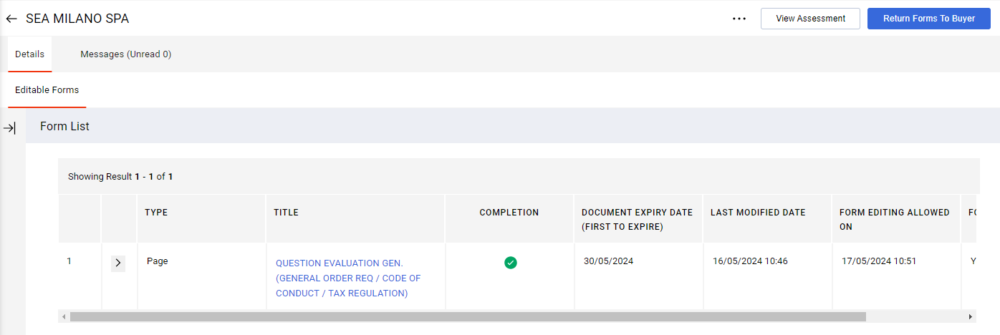 SEA MILANO SPA
View Assessment
Return Forms To Buyer
Details
Messages (Unread 0)
Editable Forms
Form List
Showing Result 1 - 1 of 1
TYPE
TITLE
COMPLETION
DOCUMENT EXPIRY DATE
(FIRST TO EXPIRE)
LAST MODIFIED DATE
FORM EDITING ALLOWED
ON
1
Page
QUESTION EVALUATION GEN.
(GENERAL ORDER REQ / CODE OF
CONDUCT / TAX REGULATION)
30/05/2024
16/05/2024 10:46
17/05/2024 10:51